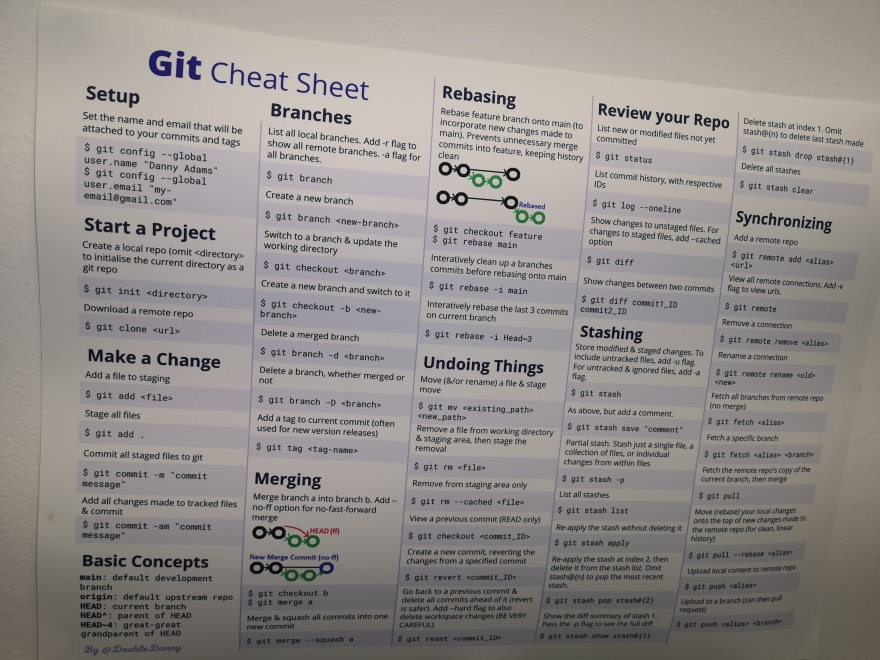 Git Cheat Sheet
Setup
Set the name and email that will be
attached to your commits and tags
$ git config --global
user.name "Danny Adams"
$ git config --global
user.email "my-
email@gmail.com"
Start a Project
Create a local repo (omit <directory>
to initialise the current directory as a
git repo
$ git init <directory>
Download a remote repo
$ git clone <url>
Make a Change
Add a file to staging
$ git add <file>
Stage all files
$ git add .
Commit all staged files to git
$ git commit -m "commit
message"
Add all changes made to tracked files
& commit
$ git commit -am "commit
message"
Basic Concepts
main: default development
branch
origin: default upstream repo
HEAD: current branch
HEAD^: parent of HEAD
HEAD~4: great-great
grandparent of HEAD
By @DoableDanny
Branches
List all local branches. Add -r flag to
show all remote branches. -a flag for
all branches.
$ git branch
Create a new branch
$ git branch <new-branch>
Switch to a branch & update the
working directory
$ git checkout <branch>
Create a new branch and switch to it
$ git checkout -b <new-
branch>
Delete a merged branch
$ git branch -d <branch>
Delete a branch, whether merged or
not
$ git branch -D <branch>
Add a tag to current commit (often
used for new version releases)
$ git tag <tag-name>
Merging
Merge branch a into branch b. Add --
no-ff option for no-fast-forward
merge
HEAD (ff)
New Merge Commit (no-ff)
$ git checkout b
$ git merge a
Merge & squash all commits into one
new commit
$ git merge --squash a
Rebasing
Rebase feature branch onto main (to
incorporate new changes made to
main). Prevents unnecessary merge
commits into feature, keeping history
clean
Rebased
$ git checkout feature
$ git rebase main
Interatively clean up a branches
commits before rebasing onto main
$ git rebase -i main
Interatively rebase the last 3 commits
on current branch
$ git rebase -i Head~3
Undoing Things
Move (&/or rename) a file & stage
move
$ git mv <existing_path>
<new_path>
Remove a file from working directory
& staging area, then stage the
removal
$ git rm <file>
Remove from staging area only
$ git rm --cached <file>
View a previous commit (READ only)
$ git checkout <commit_ID>
Create a new commit, reverting the
changes from a specified commit
$ git revert <commit_ID>
Go back to a previous commit &
delete all commits ahead of it (revert
is safer). Add --hard flag to also
delete workspace changes (BE VERY
CAREFUL)
$ git reset <commit_ID>
Review your Repo
List new or modified files not yet
committed
$ git status
List commit history, with respective
IDs
$ git log --oneline
Show changes to unstaged files. For
changes to staged files, add --cached
option
$ git diff
Show changes between two commits
$ git diff commit1_ID
commit2_ID
Stashing
Store modified & staged changes. To
include untracked files, add -u flag.
For untracked & ignored files, add -a
flag.
$ git stash
As above, but add a comment.
$ git stash save "comment"
Partial stash. Stash just a single file, a
collection of files, or individual
changes from within files
$ git stash -p
List all stashes
$ git stash list
Re-apply the stash without deleting it
$ git stash apply
Re-apply the stash at index 2, then
delete it from the stash list. Omit
stash@{n} to pop the most recent
stash.
$ git stash pop stash@{2}
Show the diff summary of stash 1.
Pass the -p flag to see the full diff.
$ git stash show stash@{1}
Delete stash at index 1. Omit
stash@{n} to delete last stash made
$ git stash drop stash@{1}
Delete all stashes
$ git stash clear
Synchronizing
Add a remote repo
$ git remote add <alias>
<url>
View all remote connections. Add -v
flag to view urls.
$ git remote
Remove a connection
$ git remote remove <alias>
Rename a connection
$ git remote rename <old>
<new>
Fetch all branches from remote repo
(no merge)
$ git fetch <alias>
Fetch a specific branch
$ git fetch <alias> <branch>
Fetch the remote repo's copy of the
current branch, then merge
$ git pull
Move (rebase) your local changes
onto the top of new changes made to
the remote repo (for clean, linear
history)
$ git pull --rebase <alias>
Upload local content to remote repo
$ git push <alias>
Upload to a branch (can then pull
request)
$ git push <alias> <branch>